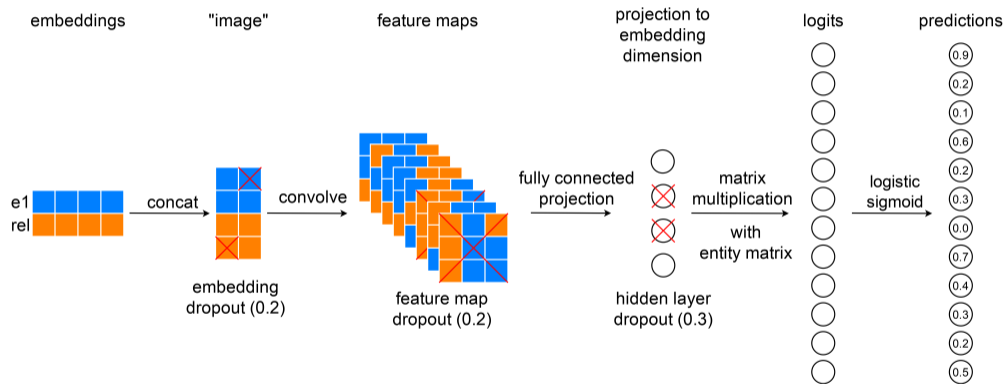 embeddings
"image"
feature maps
projection to
embedding
dimension
logits
predictions
e1
rel
concat
convolve
fully connected
projection
matrix
multiplication
with
entity matrix
logistic
sigmoid
embedding
dropout (0.2)
feature map
dropout (0.2)
hidden layer
dropout (0.3)
0.9
0.2
0.1
0.6
0.2
0.3
0.0
0.7
0.4
0.3
0.2
0.5